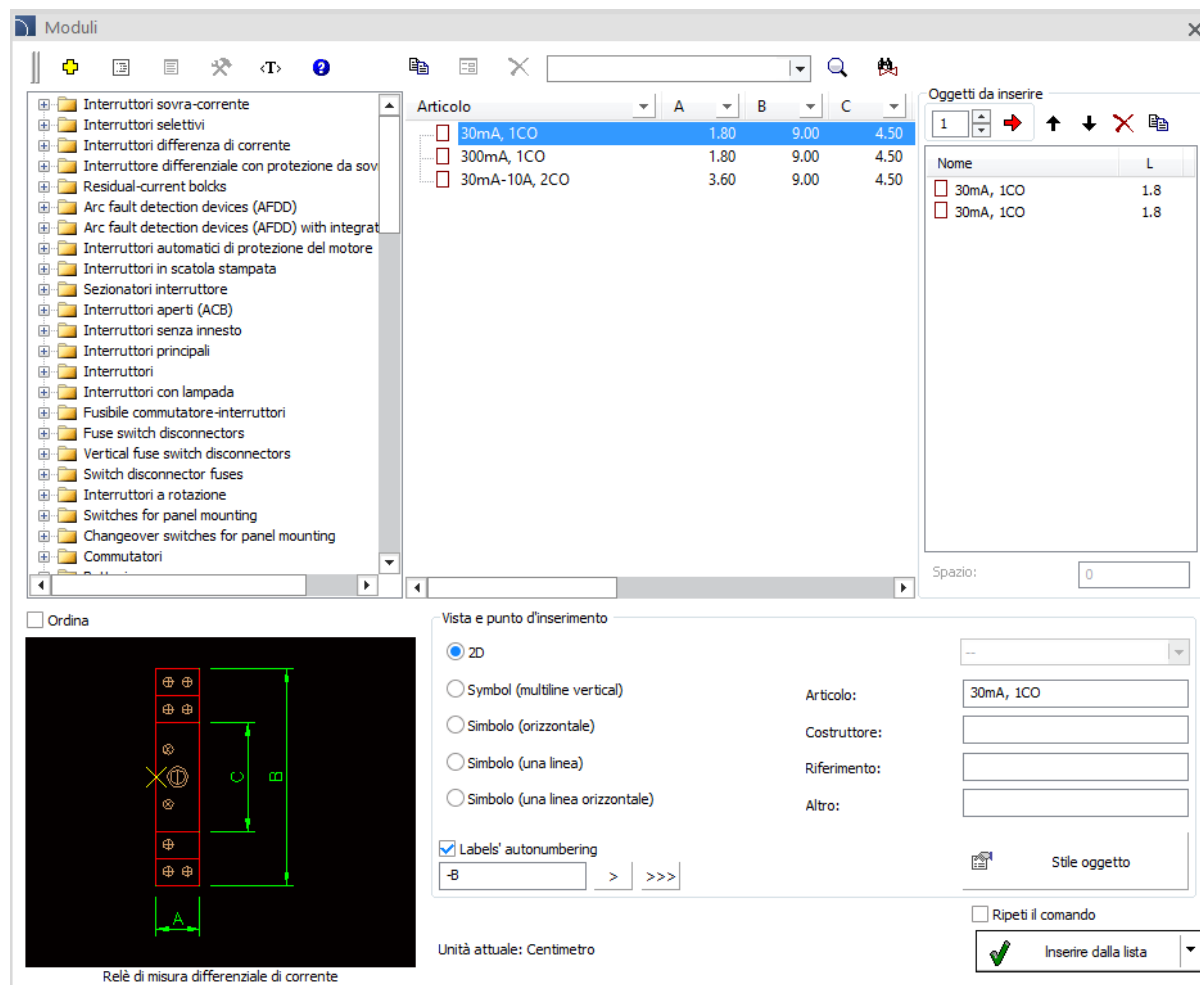 Moduli
<T>
Interruttori sovra-corrente
Interruttori selettivi
Interruttori differenza di corrente
Interruttore differenziale con protezione da sov
Residual-current bolcks
Arc fault detection devices (AFDD)
Arc fault detection devices (AFDD) with integrat
Interruttori automatici di protezione del motore
Interruttori in scatola stampata
Sezionatori interruttore
Interruttori aperti (ACB)
Interruttori senza innesto
Interruttori principali
Interruttori
Interruttori con lampada
Fusibile commutatore-interruttori
Fuse switch disconnectors
Vertical fuse switch disconnectors
Switch disconnector fuses
Interruttori a rotazione
Switches for panel mounting
Changeover switches for panel mounting
Commutatori
Articolo A B C
30mA, 1CO 1.80 9.00 4.50
300mA, 1CO 1.80 9.00 4.50
30mA-10A, 2CO 3.60 9.00 4.50
Oggetti da inserire
1
Nome L
30mA, 1CO 1.8
30mA, 1CO 1.8
Spazio: 0
Ordina
C
B
A
Relè di misura differenziale di corrente
Vista e punto d'inserimento
2D
--
Symbol (multiline vertical)
Articolo: 30mA, 1CO
Simbolo (orizzontale)
Costruttore:
Simbolo (una linea)
Riferimento:
Simbolo (una linea orizzontale)
Altro:
Labels' autonumbering
-B > >>>
Stile oggetto
Ripeti il comando
Unità attuale: Centimetro
Inserire dalla lista